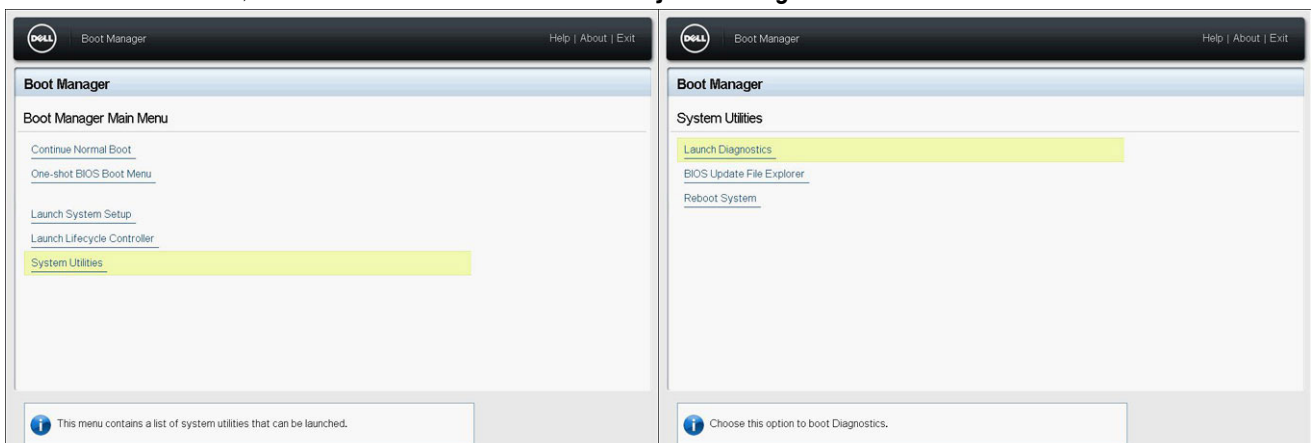 DELL
Boot Manager
Help | About | Exit
Boot Manager
Boot Manager Main Menu
Continue Normal Boot
One-shot BIOS Boot Menu
Launch System Setup
Launch Lifecycle Controller
System Utilities
This menu contains a list of system utilities that can be launched.
DELL
Boot Manager
Help | About | Exit
Boot Manager
System Utilities
Launch Diagnostics
BIOS Update File Explorer
Reboot System
Choose this option to boot Diagnostics.